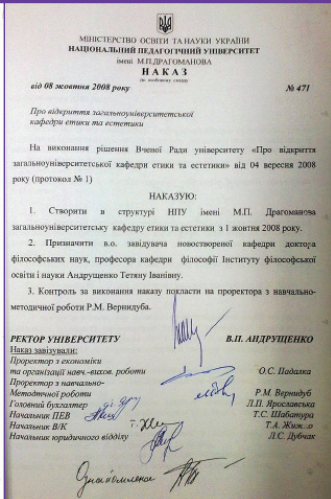 МІНІСТЕРСТВО ОСВІТИ ТА НАУКИ УКРАЇНИ
НАЦІОНАЛЬНИЙ ПЕДАГОГІЧНИЙ УНІВЕРСИТЕТ
імені М.П.ДРАГОМАНОВА
НАКАЗ
від 08 жовтня 2008 року № 471
Про відкриття загальноуніверситетської
кафедри етики та естетики
На виконання рішення Вченої Ради університету «Про відкриття
загальноуніверситетської кафедри етики та естетики» від 04 вересня 2008
року (протокол № 1)
НАКАЗУЮ:
1. Створити в структурі НПУ імені М.П. Драгоманова
загальноуніверситетську кафедру етики та естетики з 1 жовтня 2008 року.
2. Призначити в.о. завідувача новоствореної кафедри доктора
філософських наук, професора кафедри філософії Інституту філософської
освіти і науки Андрущенко Тетяну Іванівну.
3. Контроль за виконання наказу покласти на проректора з навчально-
методичної роботи Р.М. Вернидуба.
РЕКТОР УНІВЕРСИТЕТУ В.П. АНДРУЩЕНКО
Наказ завізували:
Проректор з економіки
та організації навч.-вихов. роботи О.С. Падалка
Проректор з навчально-
Методичної роботи Р.М. Вернидуб
Головний бухгалтер Л.П. Ярославська
Начальник ПЕВ Т.С. Шабатура
Начальник В/К Т.А.
Начальник юридичного відділу Л.С. Дубчак
Ознайомлена